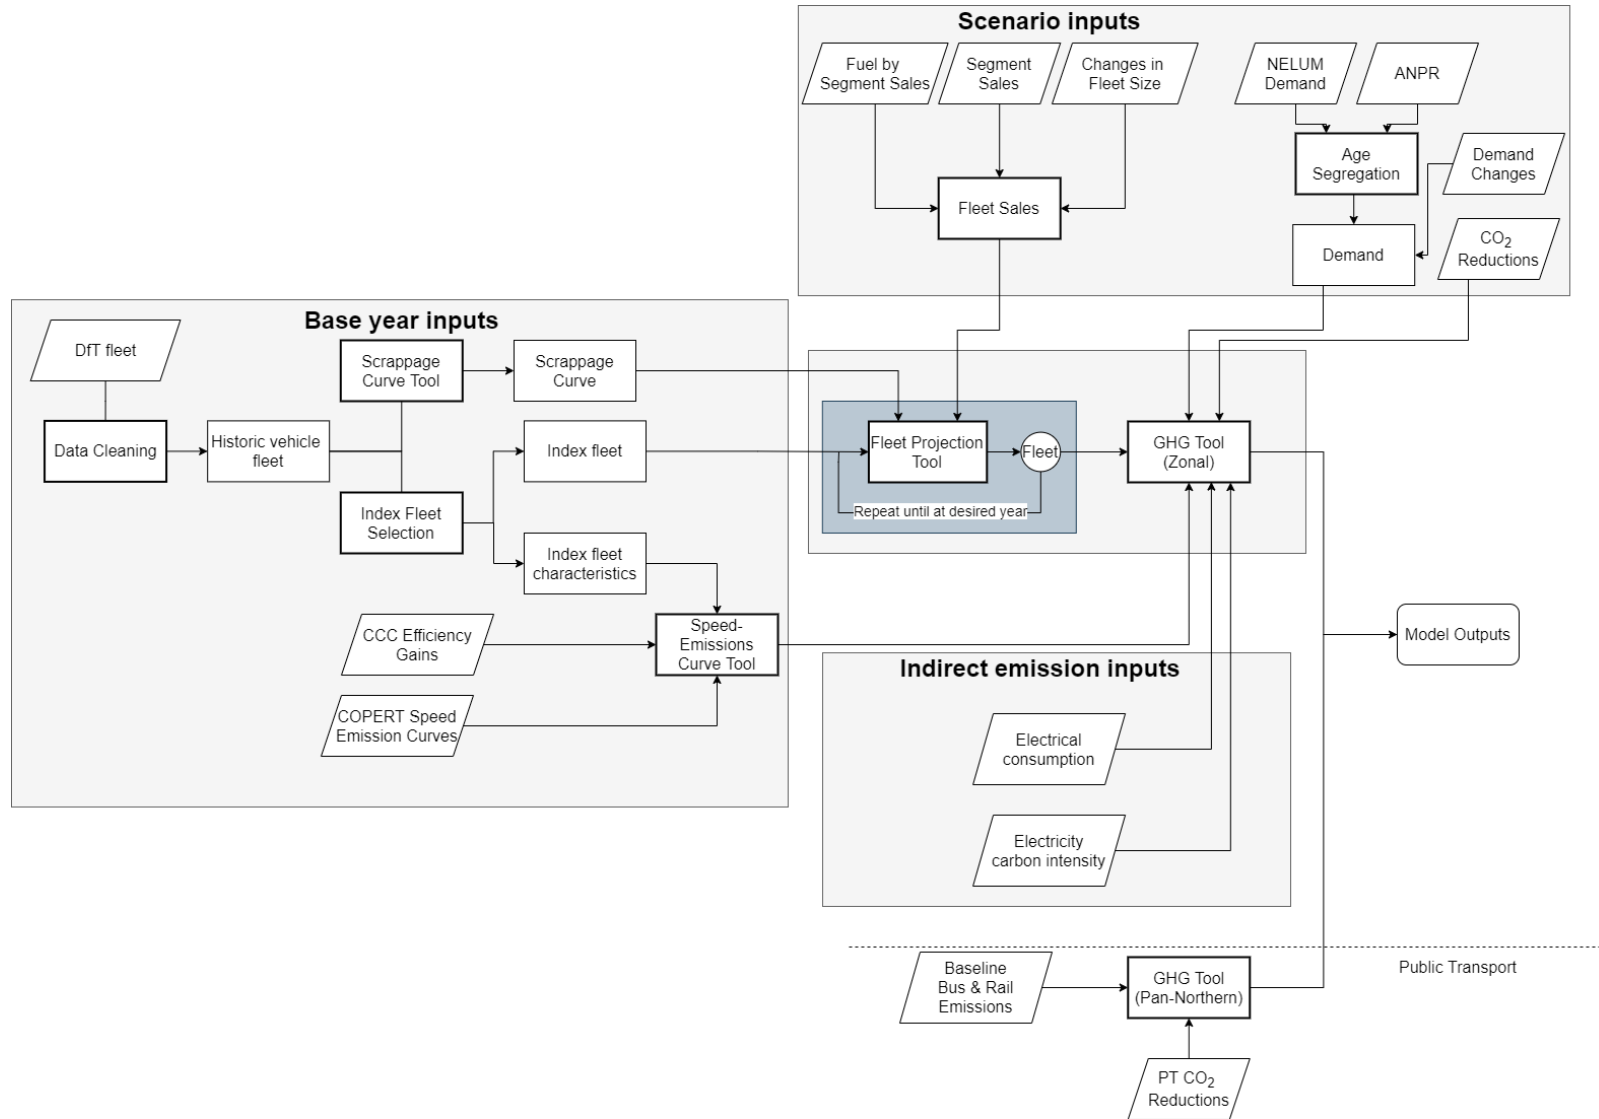 Scenario inputs
Fuel by
Segment Sales
Segment
Sales
Changes in
Fleet Size
NELUM
Demand
ANPR
Age
Segregation
Demand
Changes
Fleet Sales
Demand
CO2
Reductions
Base year inputs
DfT fleet
Scrappage
Curve Tool
Scrappage
Curve
Data Cleaning
Historic vehicle
fleet
Index fleet
Index Fleet
Selection
Index fleet
characteristics
CCC Efficiency
Gains
Speed-
Emissions
Curve Tool
COPERT Speed
Emission Curves
Fleet Projection
Tool
Fleet
Repeat until at desired year
GHG Tool
(Zonal)
Model Outputs
Indirect emission inputs
Electrical
consumption
Electricity
carbon intensity
Public Transport
Baseline
Bus & Rail
Emissions
GHG Tool
(Pan-Northern)
PT CO2
Reductions